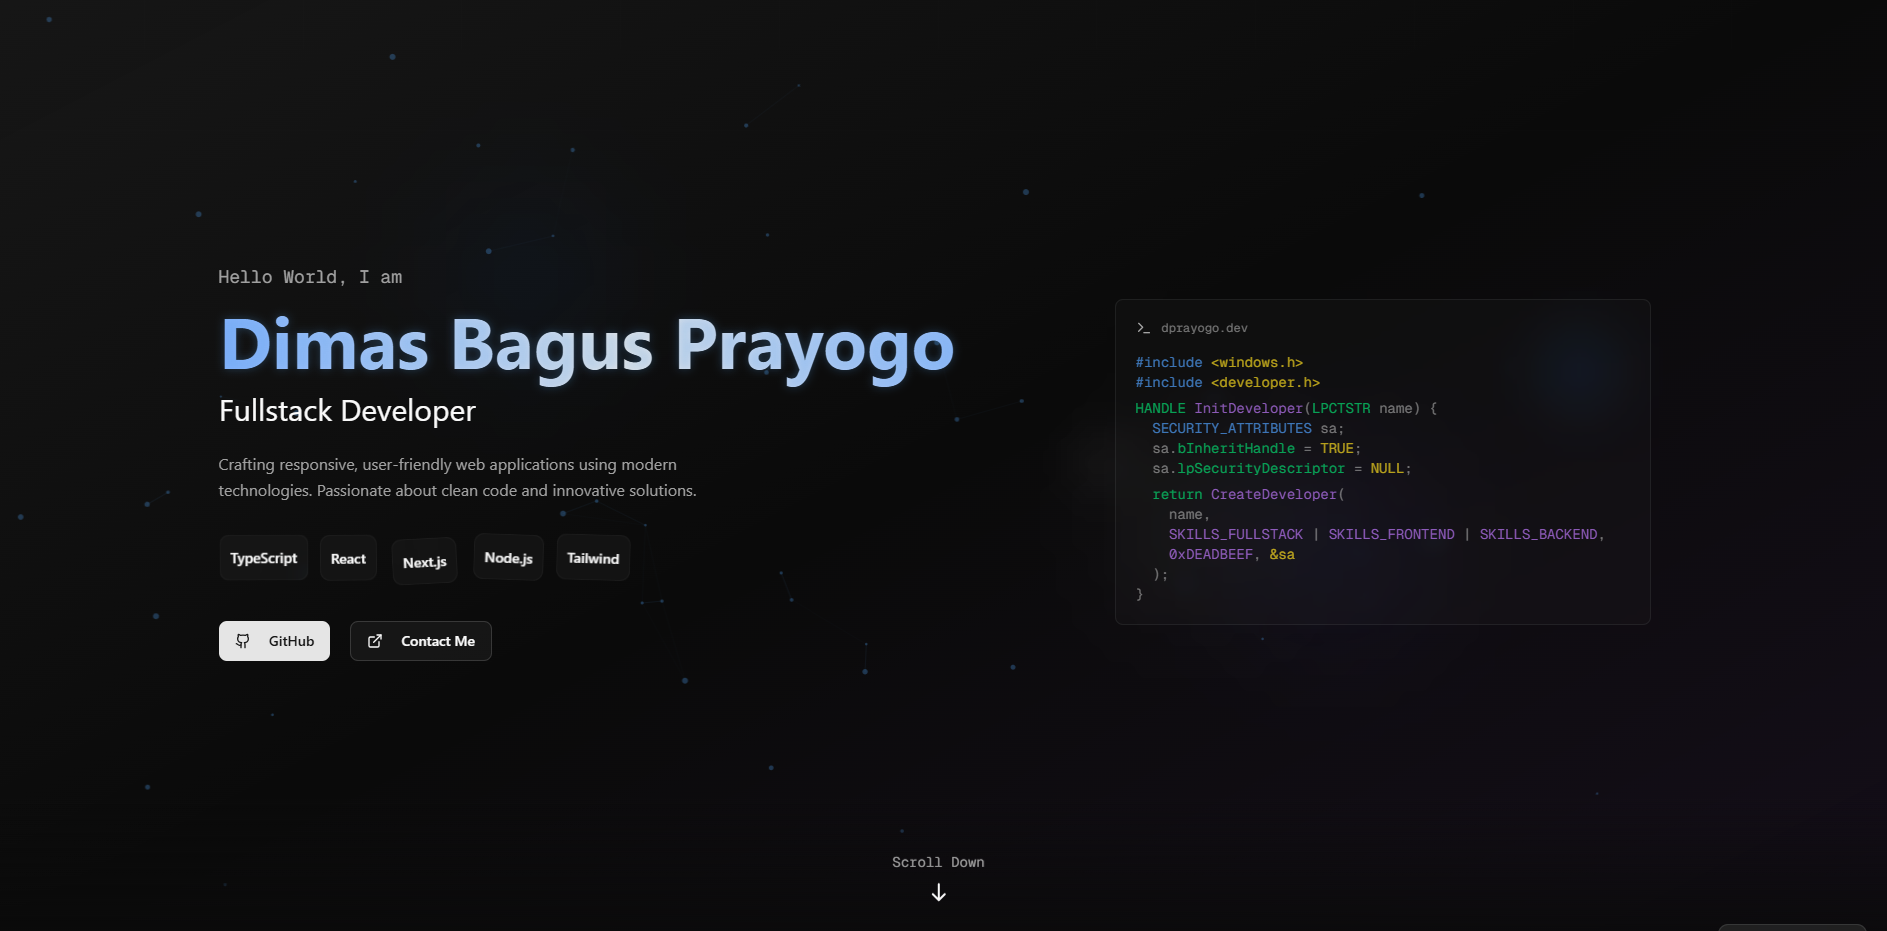 Hello World, I am
Dimas Bagus Prayogo
Fullstack Developer
Crafting responsive, user-friendly web applications using modern
technologies. Passionate about clean code and innovative solutions.
TypeScript React Next.js Node.js Tailwind
GitHub Contact Me
dprayogo.dev
#include <windows.h>
#include <developer.h>
HANDLE InitDeveloper(LPCTSTR name) {
  SECURITY_ATTRIBUTES sa;
  sa.bInheritHandle = TRUE;
  sa.lpSecurityDescriptor = NULL;
  return CreateDeveloper(
    name,
    SKILLS_FULLSTACK | SKILLS_FRONTEND | SKILLS_BACKEND,
    0xDEADBEEF, &sa
  );
}
Scroll Down